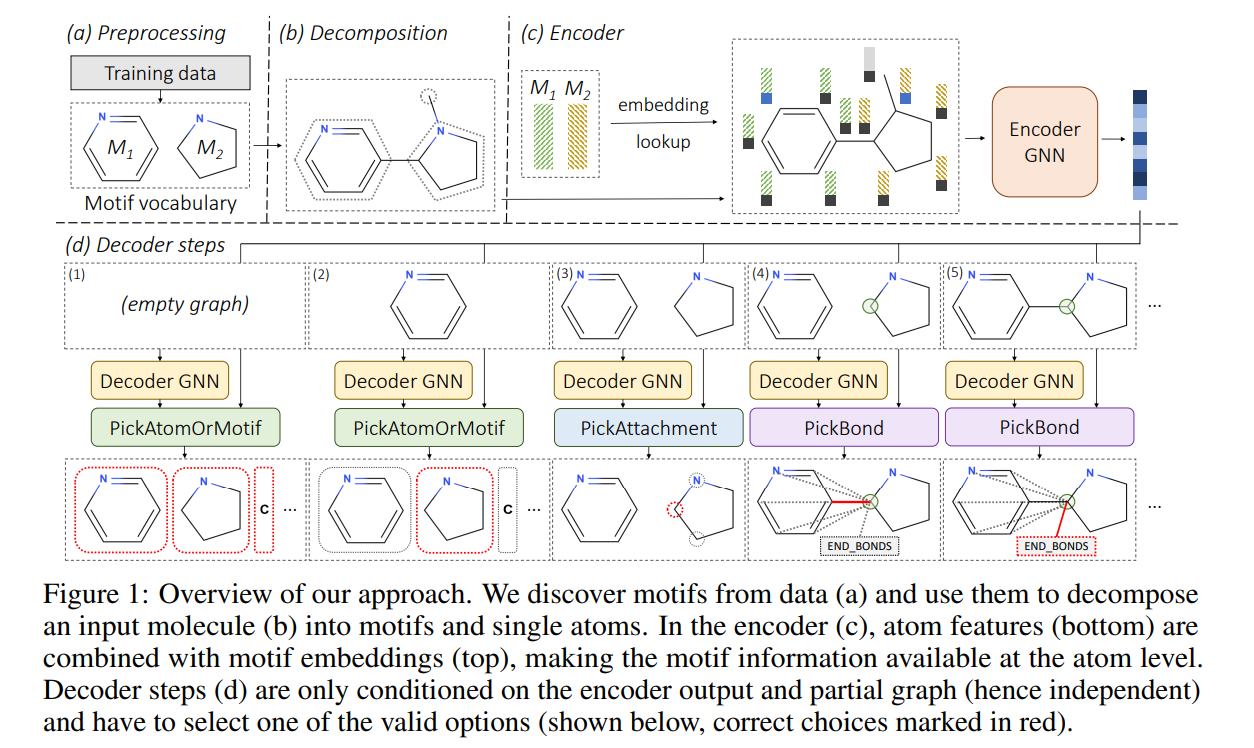 (a) Preprocessing
Training data
N
N
M1
M2
Motif vocabulary
(b) Decomposition
N
N
(c) Encoder
M1 M2
embedding
lookup
Encoder
GNN
(d) Decoder steps
(1)
(empty graph)
(2)
N
(3)
N
N
(4)
N
N
(5)
N
N
...
Decoder GNN
Decoder GNN
Decoder GNN
Decoder GNN
Decoder GNN
PickAtomOrMotif
PickAtomOrMotif
PickAttachment
PickBond
PickBond
N
N
C
...
N
N
C
...
N
N
N
N
END_BONDS
N
N
END_BONDS
...
Figure 1: Overview of our approach. We discover motifs from data (a) and use them to decompose
an input molecule (b) into motifs and single atoms. In the encoder (c), atom features (bottom) are
combined with motif embeddings (top), making the motif information available at the atom level.
Decoder steps (d) are only conditioned on the encoder output and partial graph (hence independent)
and have to select one of the valid options (shown below, correct choices marked in red).